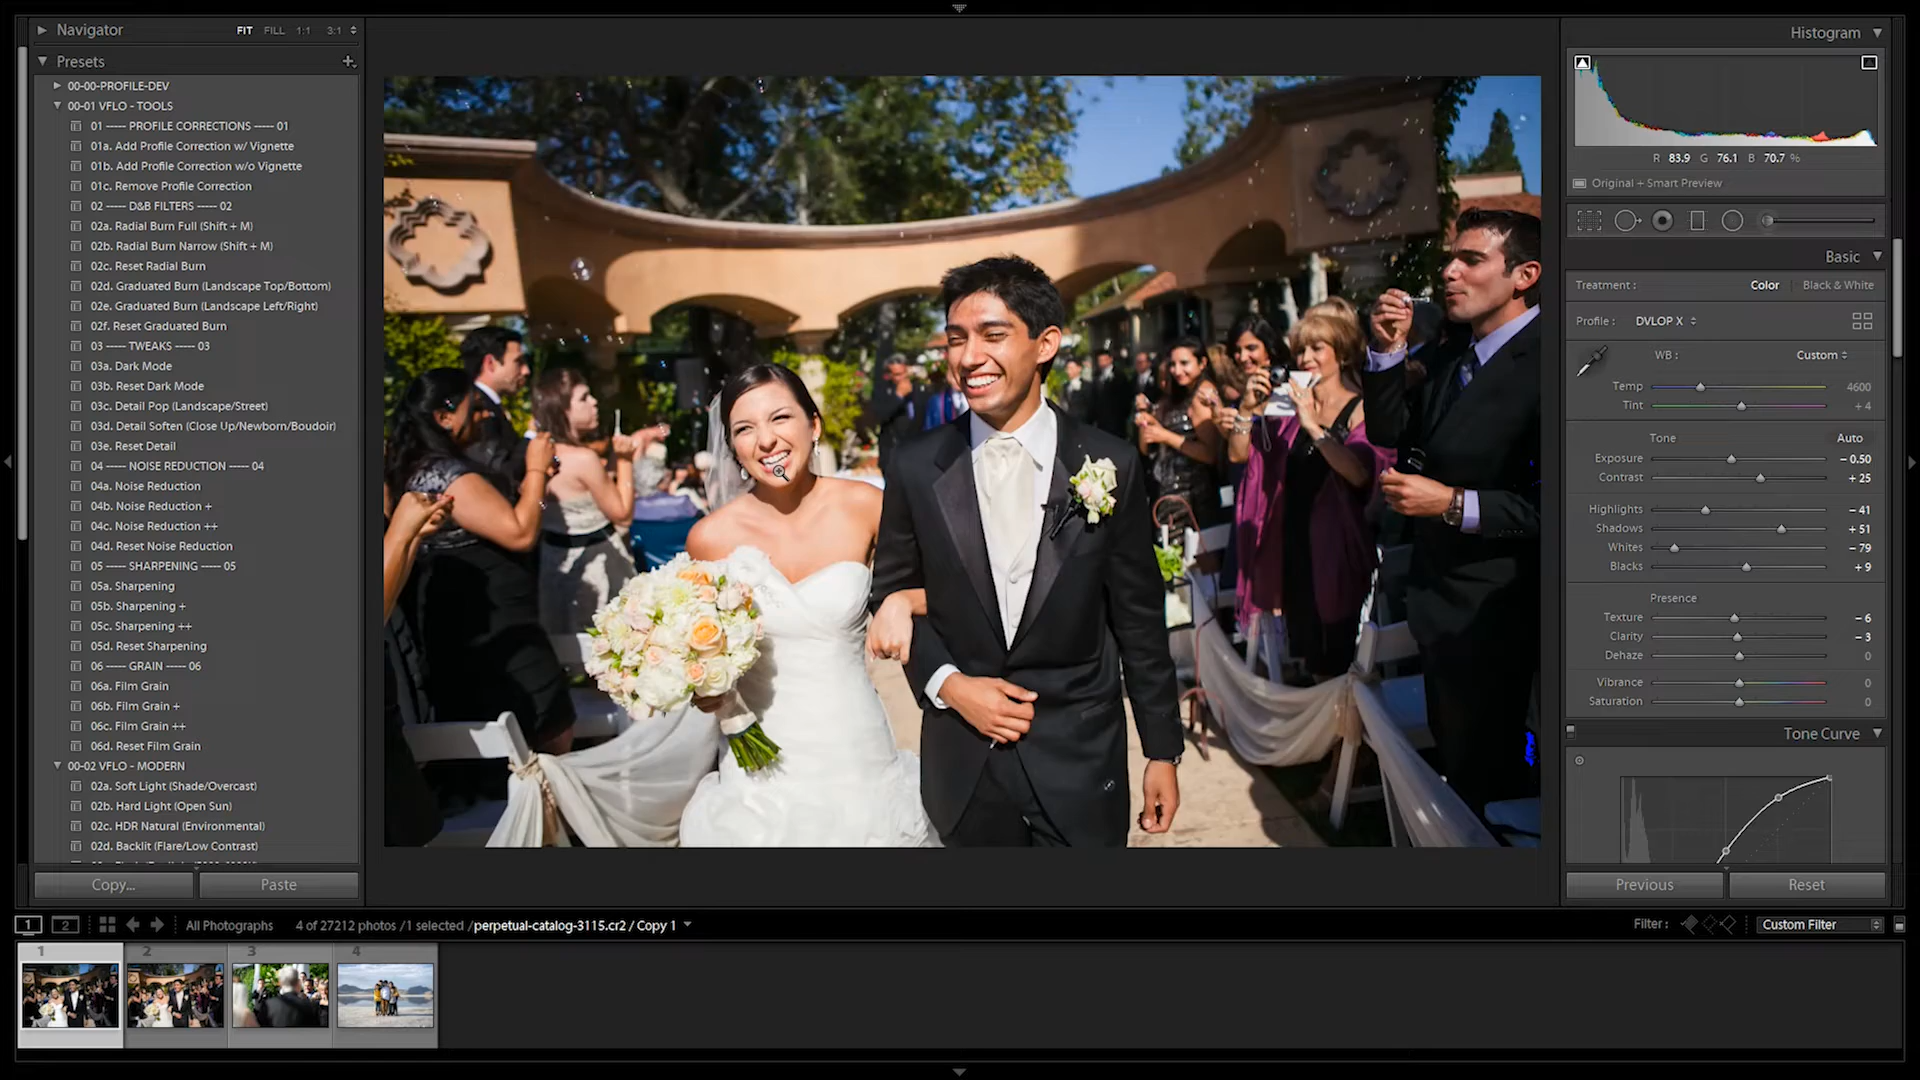 Navigator FIT FILL 1:1 3:1
Presets
00-00-PROFILE-DEV
00-01 VFLO - TOOLS
01 ----- PROFILE CORRECTIONS ----- 01
01a. Add Profile Correction w/ Vignette
01b. Add Profile Correction w/o Vignette
01c. Remove Profile Correction
02 ----- D&B FILTERS ----- 02
02a. Radial Burn Full (Shift + M)
02b. Radial Burn Narrow (Shift + M)
02c. Reset Radial Burn
02d. Graduated Burn (Landscape Top/Bottom)
02e. Graduated Burn (Landscape Left/Right)
02f. Reset Graduated Burn
03 ----- TWEAKS ----- 03
03a. Dark Mode
03b. Reset Dark Mode
03c. Detail Pop (Landscape/Street)
03d. Detail Soften (Close Up/Newborn/Boudoir)
03e. Reset Detail
04 ----- NOISE REDUCTION ----- 04
04a. Noise Reduction
04b. Noise Reduction +
04c. Noise Reduction ++
04d. Reset Noise Reduction
05 ----- SHARPENING ----- 05
05a. Sharpening
05b. Sharpening +
05c. Sharpening ++
05d. Reset Sharpening
06 ----- GRAIN ----- 06
06a. Film Grain
06b. Film Grain +
06c. Film Grain ++
06d. Reset Film Grain
00-02 VFLO - MODERN
02a. Soft Light (Shade/Overcast)
02b. Hard Light (Open Sun)
02c. HDR Natural (Environmental)
02d. Backlit (Flare/Low Contrast)
Copy... Paste
Histogram
R 83.9 G 76.1 B 70.7 %
Original + Smart Preview
Basic
Treatment : Color Black & White
Profile : DVLOP X
WB : Custom
Temp 4600
Tint + 4
Tone Auto
Exposure - 0.50
Contrast + 25
Highlights - 41
Shadows + 51
Whites - 79
Blacks + 9
Presence
Texture - 6
Clarity - 3
Dehaze 0
Vibrance 0
Saturation 0
Tone Curve
Previous Reset
1 2 All Photographs 4 of 27212 photos /1 selected /perpetual-catalog-3115.cr2 / Copy 1 Filter : Custom Filter
1 2 3 4